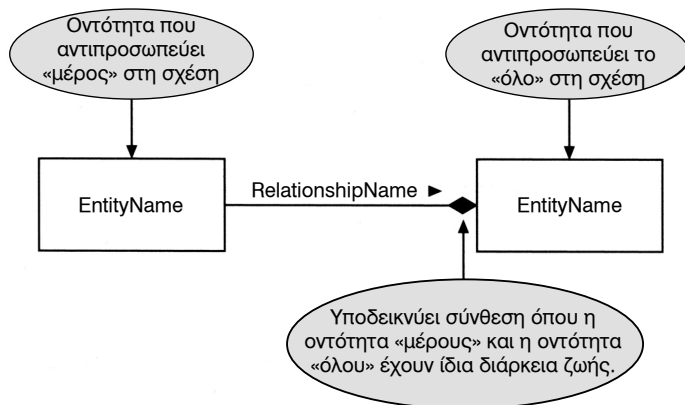 Οντότητα που
αντιπροσωπεύει
«μέρος» στη σχέση
Οντότητα που
αντιπροσωπεύει το
«όλο» στη σχέση
EntityName
RelationshipName ►
EntityName
Υποδεικνύει σύνθεση όπου η
οντότητα «μέρους» και η οντότητα
«όλου» έχουν ίδια διάρκεια ζωής.